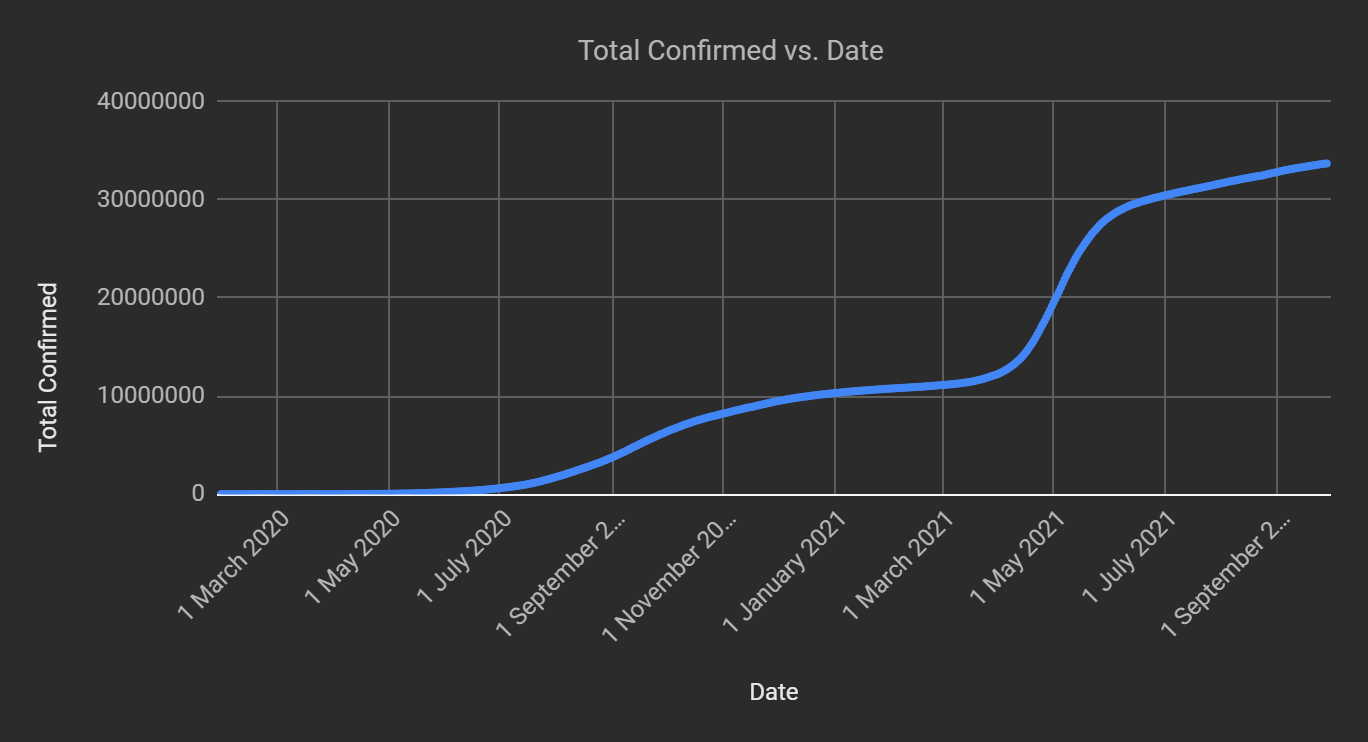 Total Confirmed vs. Date
Total Confirmed
40000000
30000000
20000000
10000000
0
1 March 2020
1 May 2020
1 July 2020
1 September 2...
1 November 20...
1 January 2021
1 March 2021
1 May 2021
1 July 2021
1 September 2...
Date